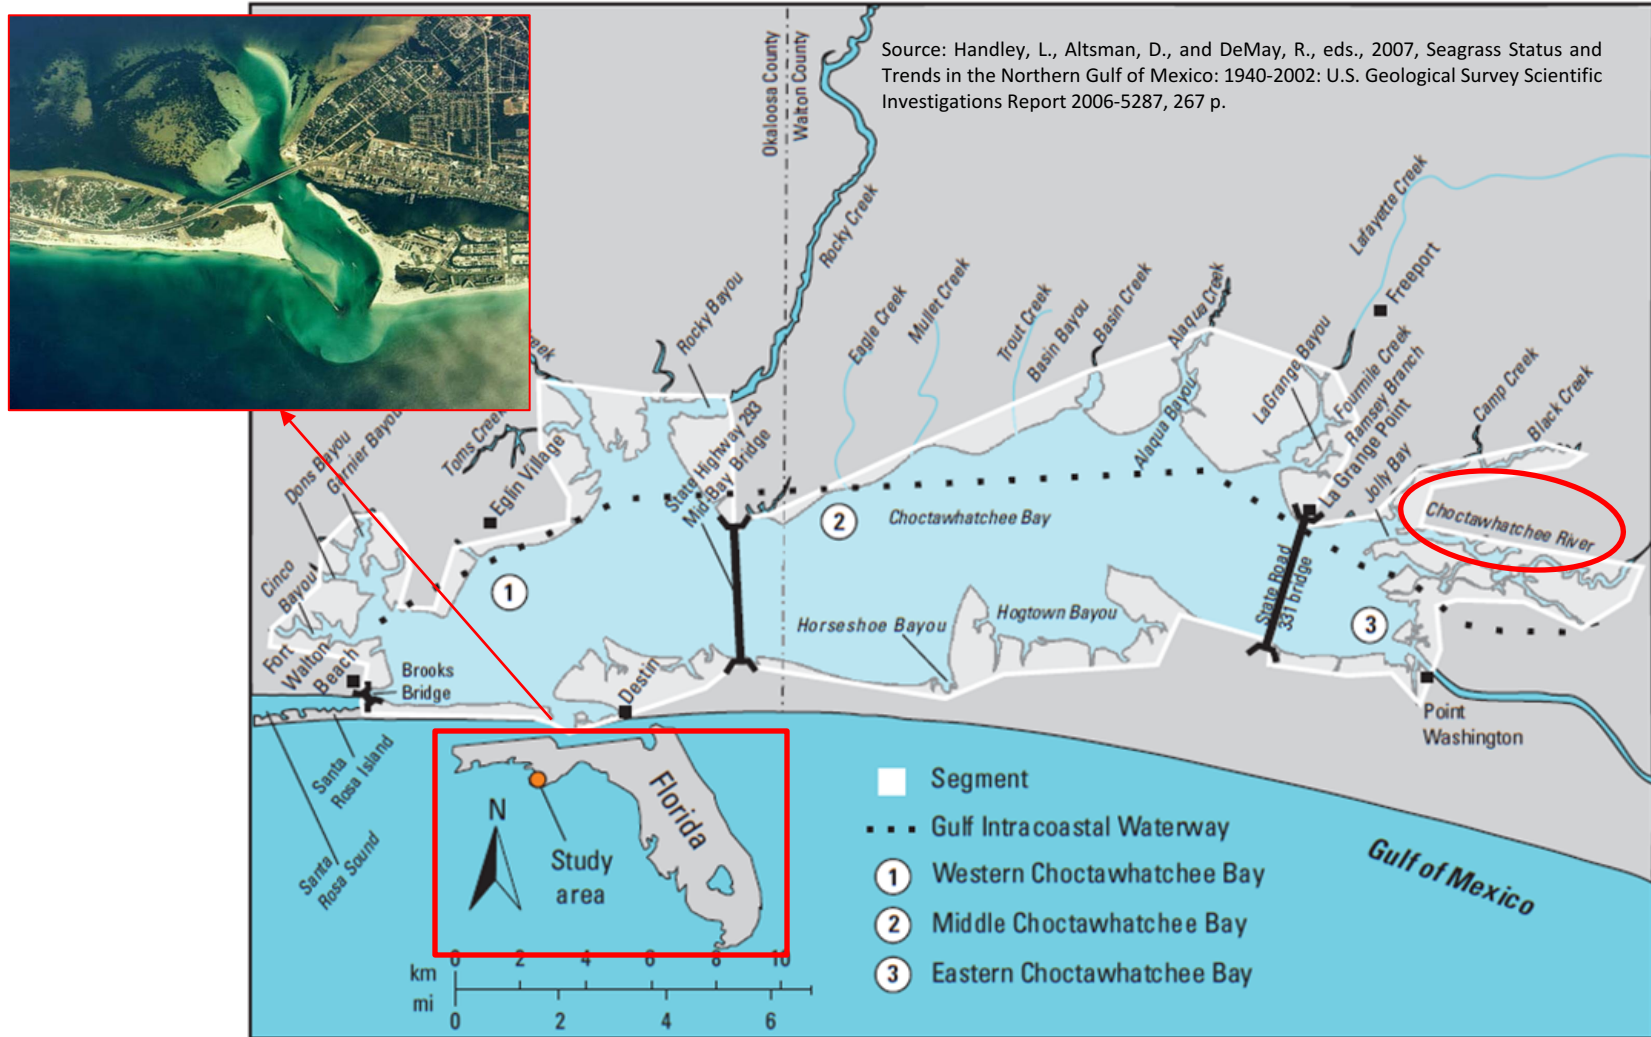 Source: Handley, L., Altsman, D., and DeMay, R., eds., 2007, Seagrass Status and
Trends in the Northern Gulf of Mexico: 1940-2002: U.S. Geological Survey Scientific
Investigations Report 2006-5287, 267 p.
Okaloosa County
Walton County
Rocky Creek
Lafayette Creek
Freeport
Rocky Bayou
Eagle Creek
Mullet Creek
Trout Creek
Basin Bayou
Basin Creek
Alaqua Creek
Alaqua Bayou
LaGrange Bayou
Fourmile Creek
Ramsey Branch
La Grange Point
Jolly Bay
Camp Creek
Black Creek
Choctawhatchee River
Dons Bayou
Garnier Bayou
Toms Creek
Eglin Village
State Highway 293
Mid-Bay Bridge
2
Choctawhatchee Bay
Cinco
Bayou
1
State Road
331 bridge
3
Horseshoe Bayou
Hogtown Bayou
Fort
Walton
Beach
Brooks
Bridge
Destin
Point
Washington
Santa
Rosa Island
Santa
Rosa Sound
Florida
N
Study
area
Segment
Gulf Intracoastal Waterway
1 Western Choctawhatchee Bay
2 Middle Choctawhatchee Bay
3 Eastern Choctawhatchee Bay
Gulf of Mexico
0 2 4 6 8 10
km
mi
0 2 4 6